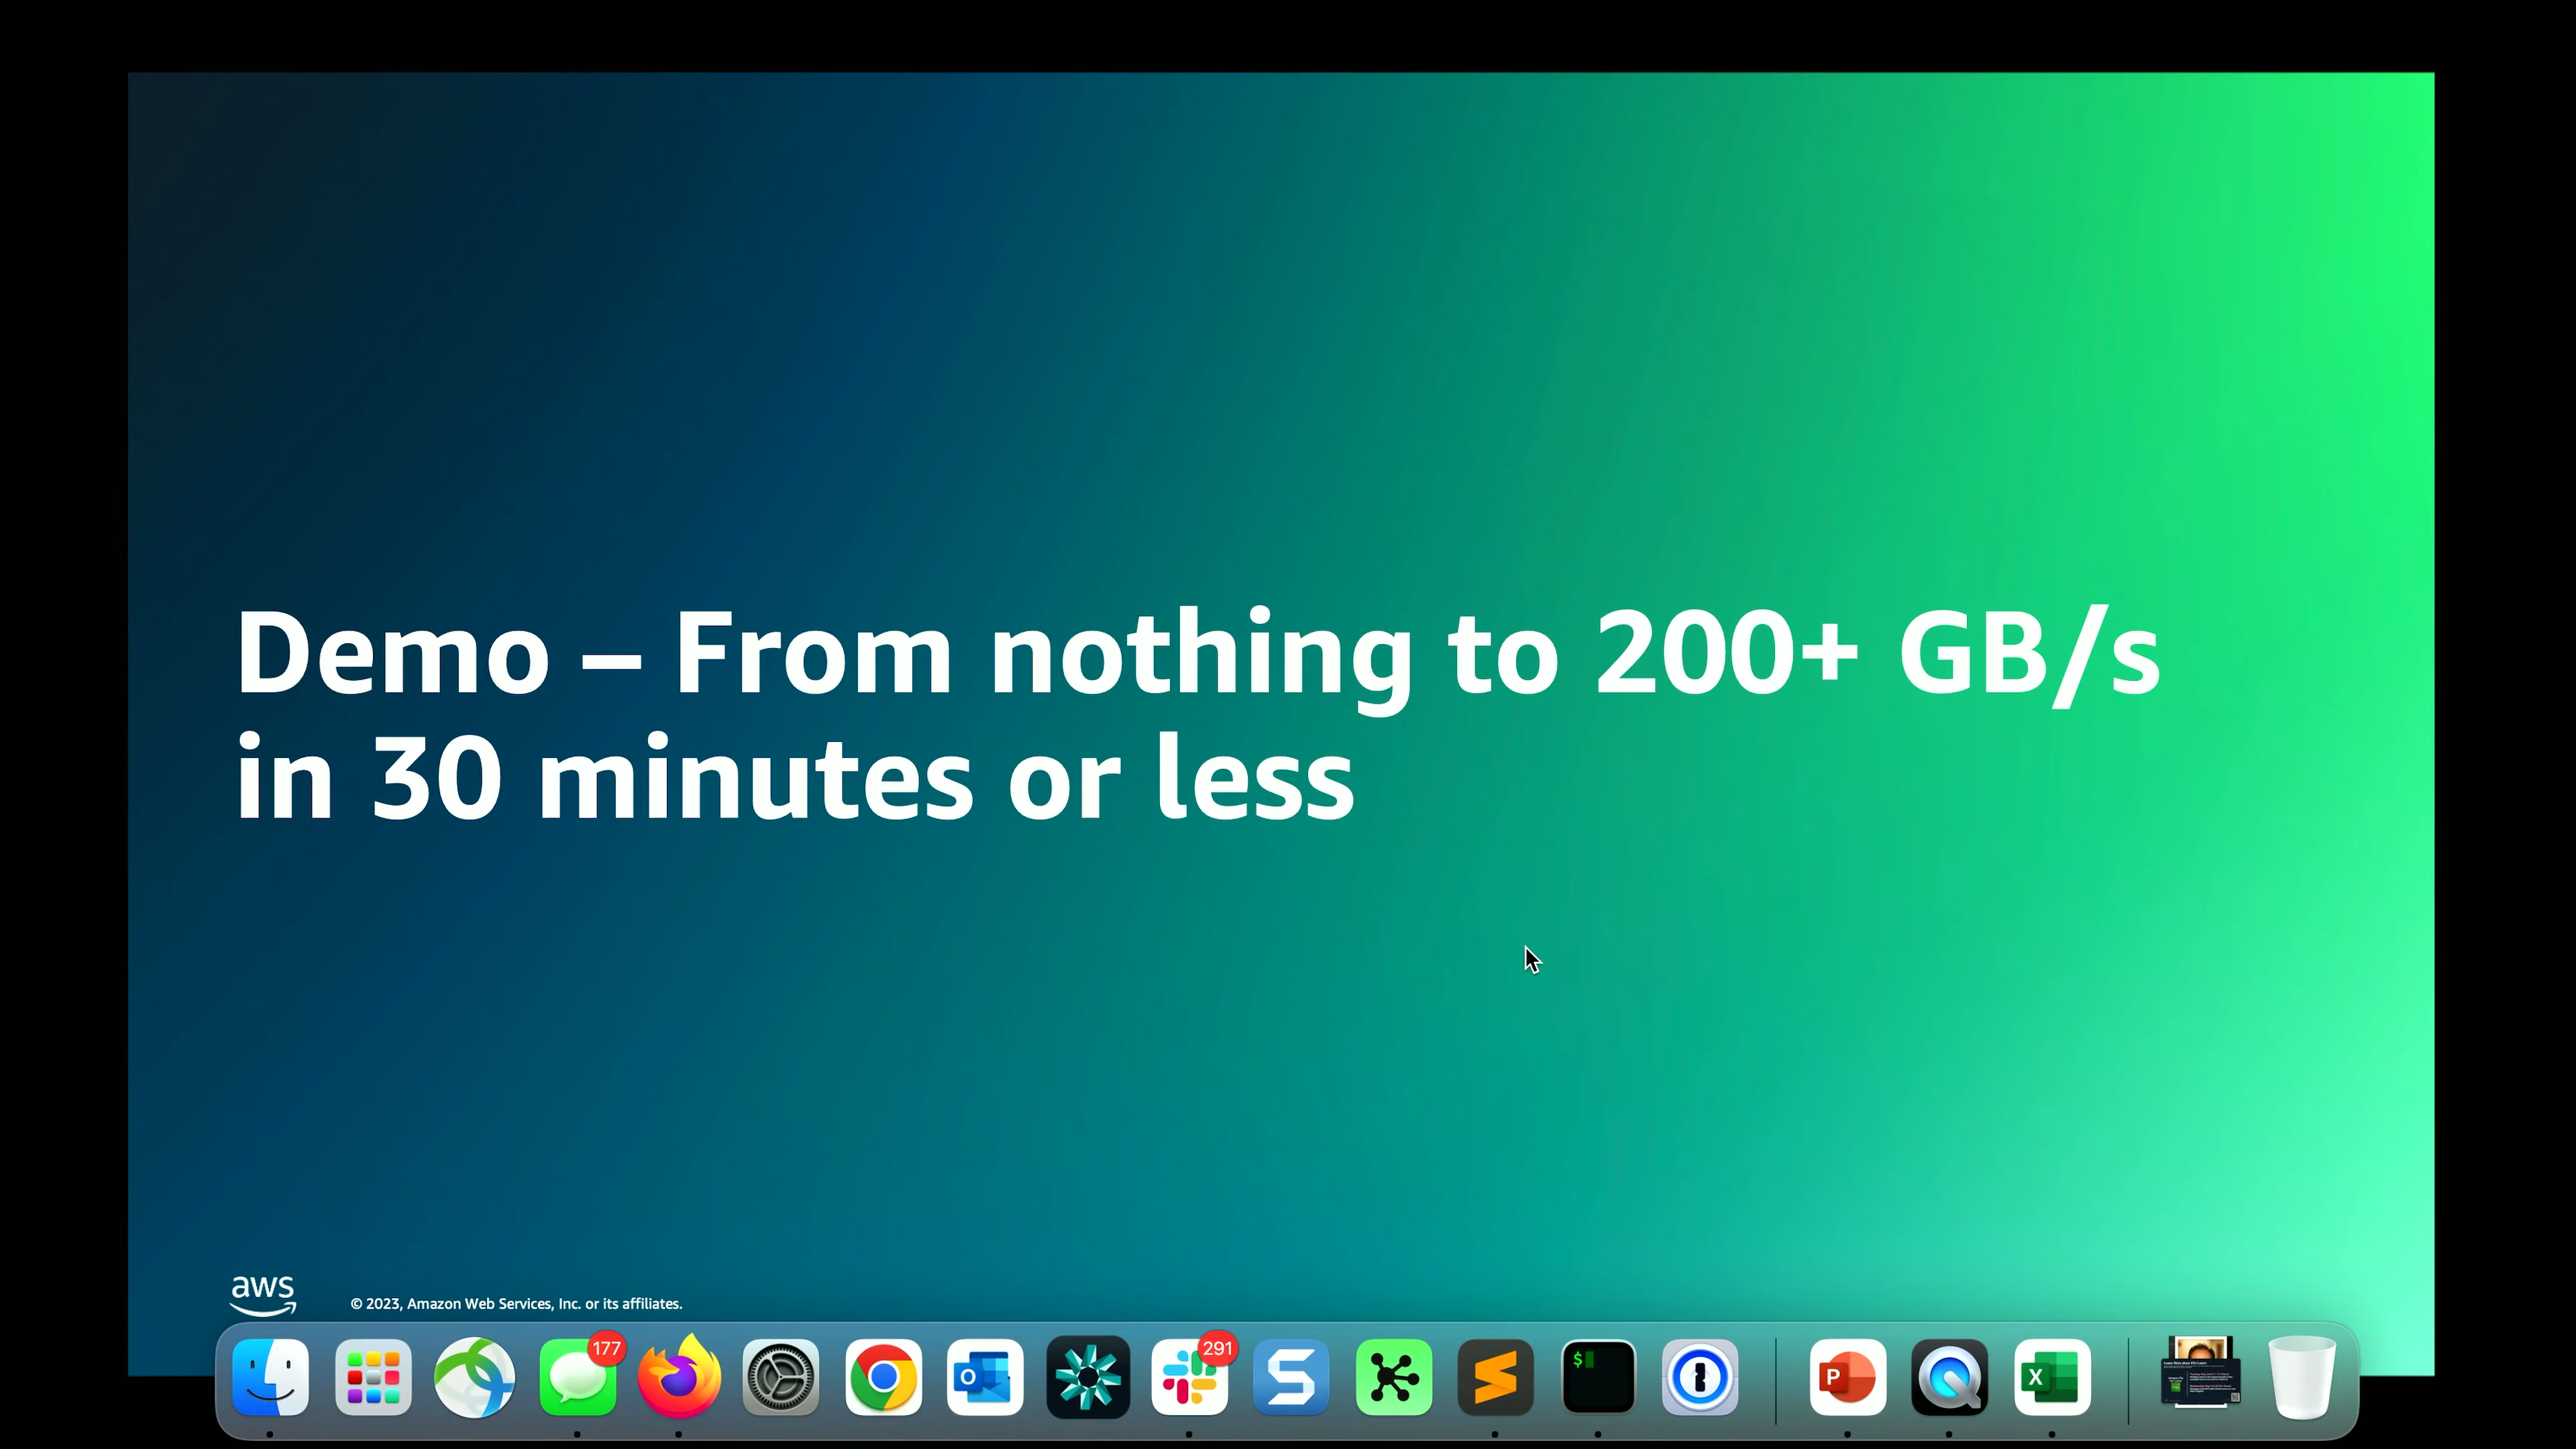 Demo – From nothing to 200+ GB/s
in 30 minutes or less
aws
© 2023, Amazon Web Services, Inc. or its affiliates.
177
291
$
P
X